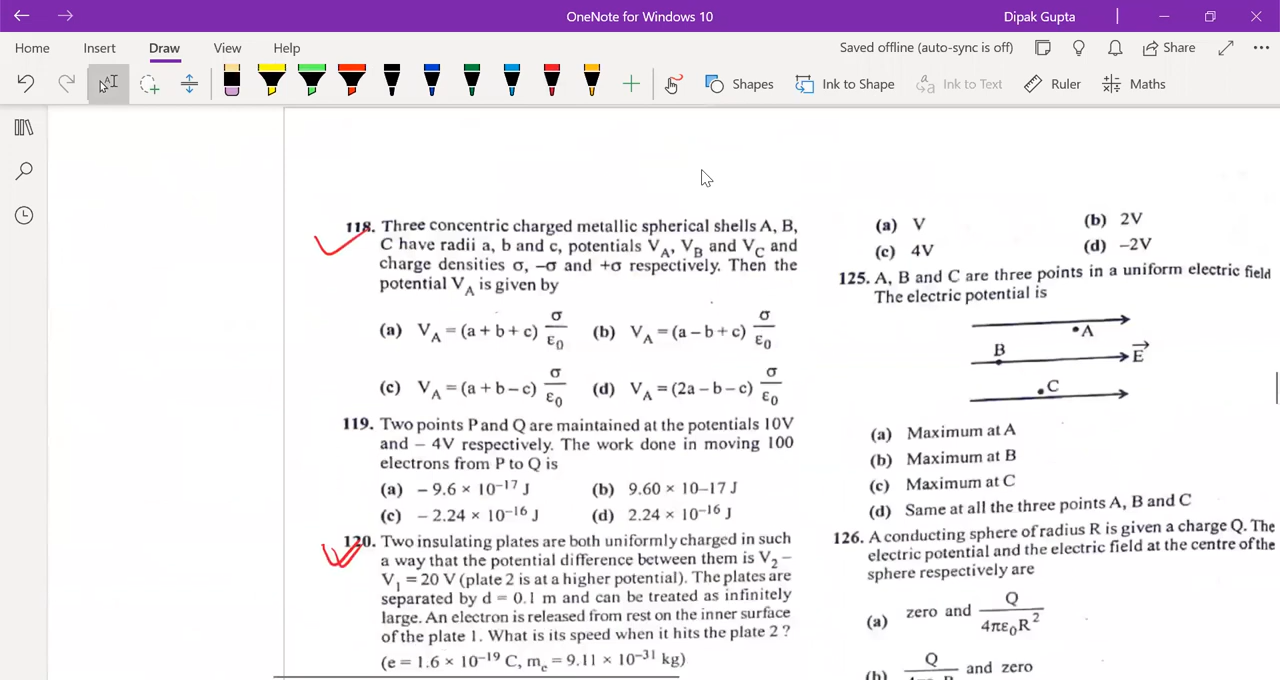 OneNote for Windows 10
Dipak Gupta
Home Insert Draw View Help
Saved offline (auto-sync is off)
Share
Shapes
Ink to Shape
Ink to Text
Ruler
Maths
118. Three concentric charged metallic spherical shells A, B,
C have radii a, b and c, potentials V_A, V_B and V_C and
charge densities σ, –σ and +σ respectively. Then the
potential V_A is given by
(a) V_A = (a + b + c) σ/ε₀ (b) V_A = (a – b + c) σ/ε₀
(c) V_A = (a + b – c) σ/ε₀ (d) V_A = (2a – b – c) σ/ε₀
119. Two points P and Q are maintained at the potentials 10V
and – 4V respectively. The work done in moving 100
electrons from P to Q is
(a) – 9.6 × 10⁻¹⁷ J (b) 9.60 × 10–17 J
(c) – 2.24 × 10⁻¹⁶ J (d) 2.24 × 10⁻¹⁶ J
120. Two insulating plates are both uniformly charged in such
a way that the potential difference between them is V₂ –
V₁ = 20 V (plate 2 is at a higher potential). The plates are
separated by d = 0.1 m and can be treated as infinitely
large. An electron is released from rest on the inner surface
of the plate 1. What is its speed when it hits the plate 2 ?
(e = 1.6 × 10⁻¹⁹ C, m_e = 9.11 × 10⁻³¹ kg)
(a) V (b) 2V
(c) 4V (d) –2V
125. A, B and C are three points in a uniform electric field
The electric potential is
A
B
E⃗
C
(a) Maximum at A
(b) Maximum at B
(c) Maximum at C
(d) Same at all the three points A, B and C
126. A conducting sphere of radius R is given a charge Q. The
electric potential and the electric field at the centre of the
sphere respectively are
(a) zero and Q/4πε₀R²
(b) Q and zero